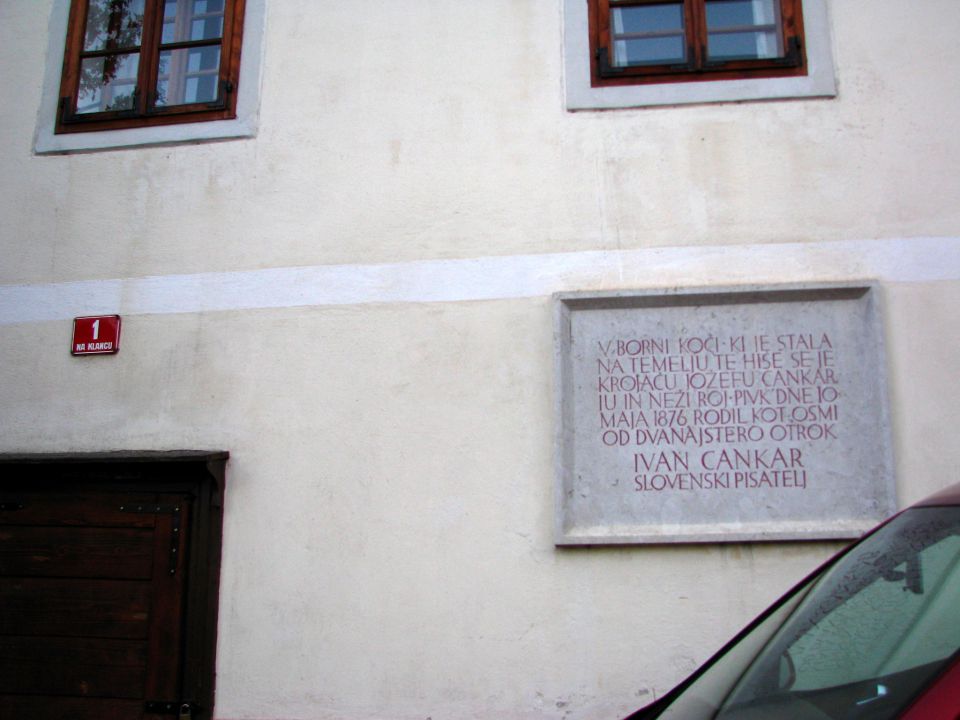 1
NA KLANCU
V BORNI KOČI · KI JE STALA
NA TEMELJU TE HIŠE SE JE
KROJAČU JOŽEFU CANKAR
JU IN NEŽI ROJ · PIVK DNE 10
MAJA 1876 RODIL KOT OSMI
OD DVANAJSTERO OTROK
IVAN CANKAR
SLOVENSKI PISATELJ